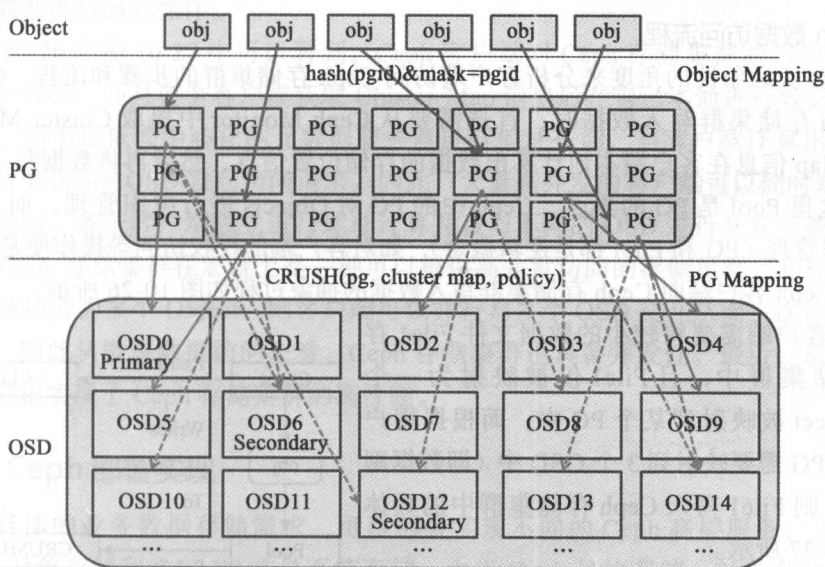 Object
obj obj obj obj obj obj
hash(pgid)&mask=pgid
Object Mapping
PG PG PG PG PG PG PG
PG
PG PG PG PG PG PG PG
PG PG PG PG PG PG PG
CRUSH(pg, cluster map, policy)
PG Mapping
OSD0 OSD1 OSD2 OSD3 OSD4
Primary
OSD
OSD5 OSD6 OSD7 OSD8 OSD9
Secondary
OSD10 OSD11 OSD12 OSD13 OSD14
Secondary
... ... ... ... ...